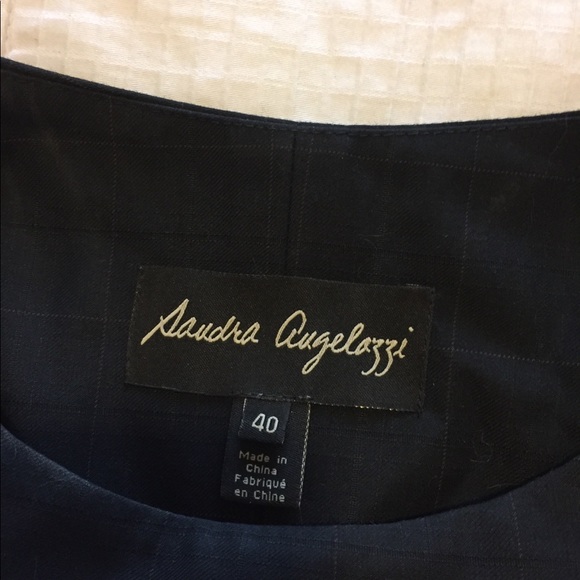 Sandra Angelozzi
40
Made in
China
Fabriqué
en Chine